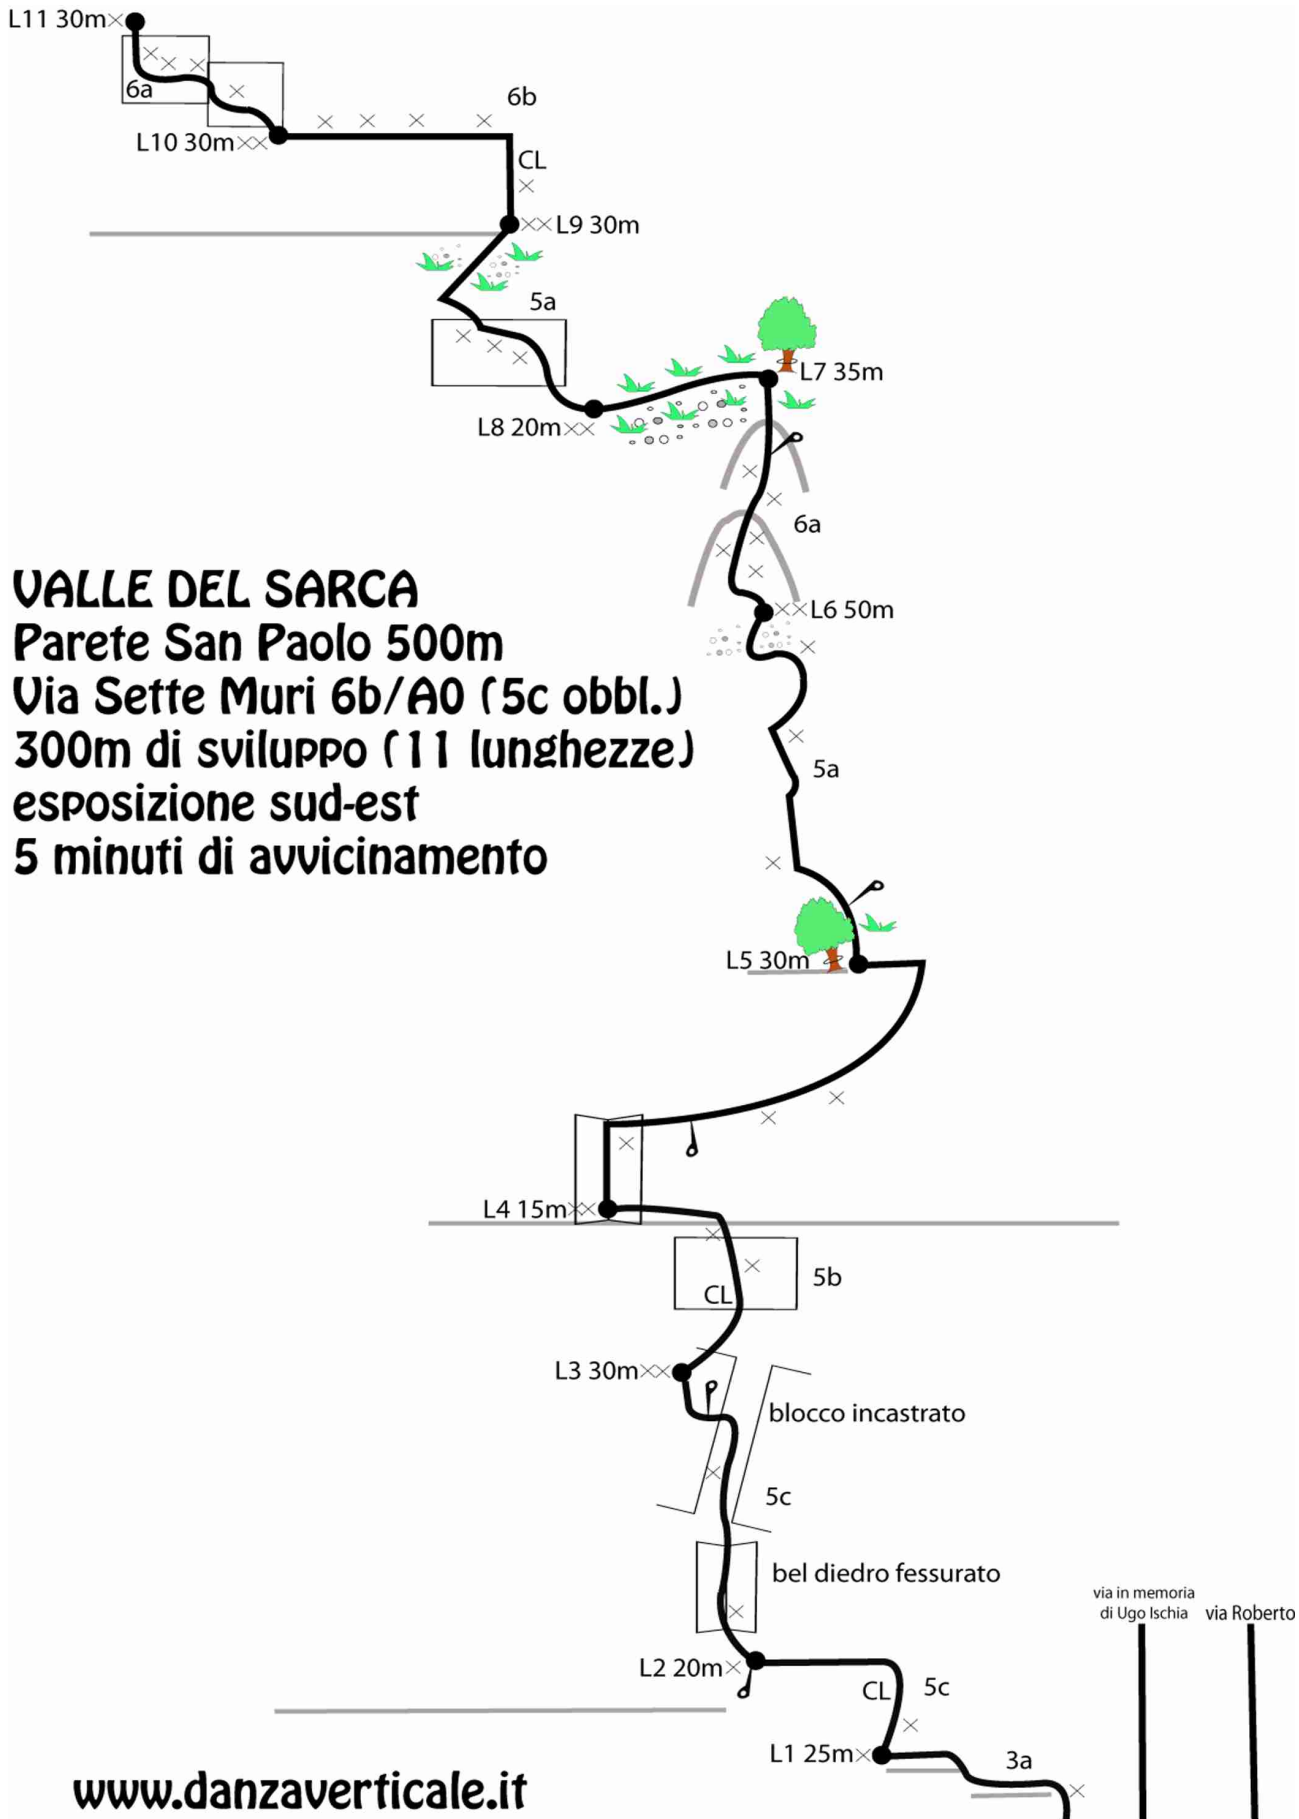 L11 30m
6a
6b
L10 30m
CL
L9 30m
5a
L7 35m
L8 20m
6a
L6 50m
VALLE DEL SARCA
Parete San Paolo 500m
Via Sette Muri 6b/A0 (5c obbl.)
300m di sviluppo (11 lunghezze)
esposizione sud-est
5 minuti di avvicinamento
5a
L5 30m
L4 15m
5b
CL
L3 30m
blocco incastrato
5c
bel diedro fessurato
via in memoria
di Ugo Ischia
via Roberto
L2 20m
CL
5c
L1 25m
3a
www.danzaverticale.it